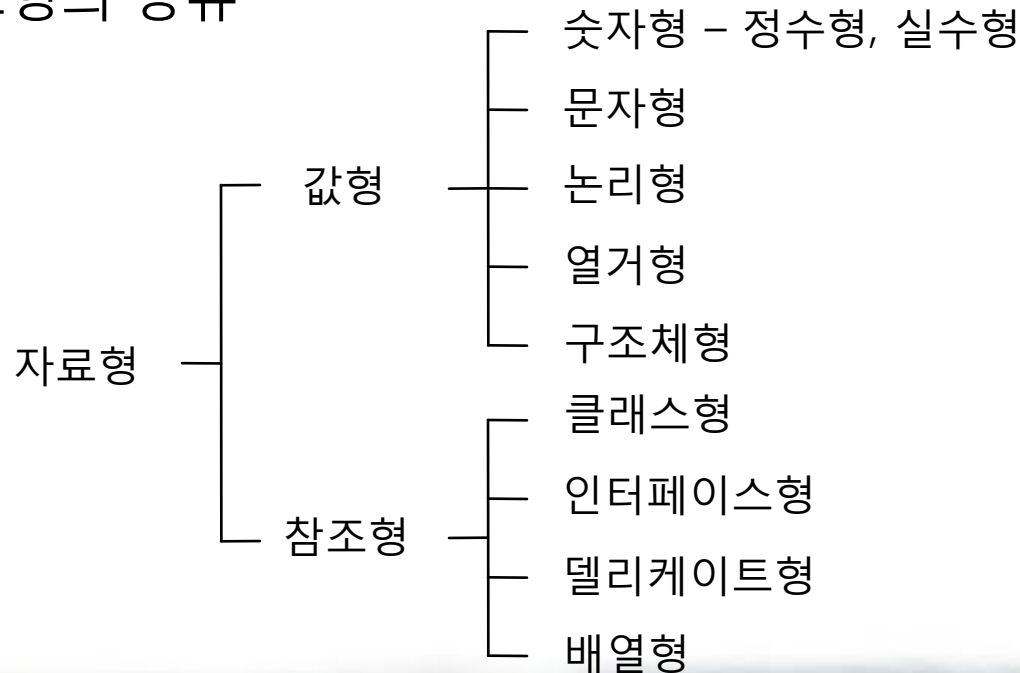 종류
숫자형 – 정수형, 실수형
문자형
값형
논리형
열거형
구조체형
자료형
클래스형
인터페이스형
참조형
델리케이트형
배열형